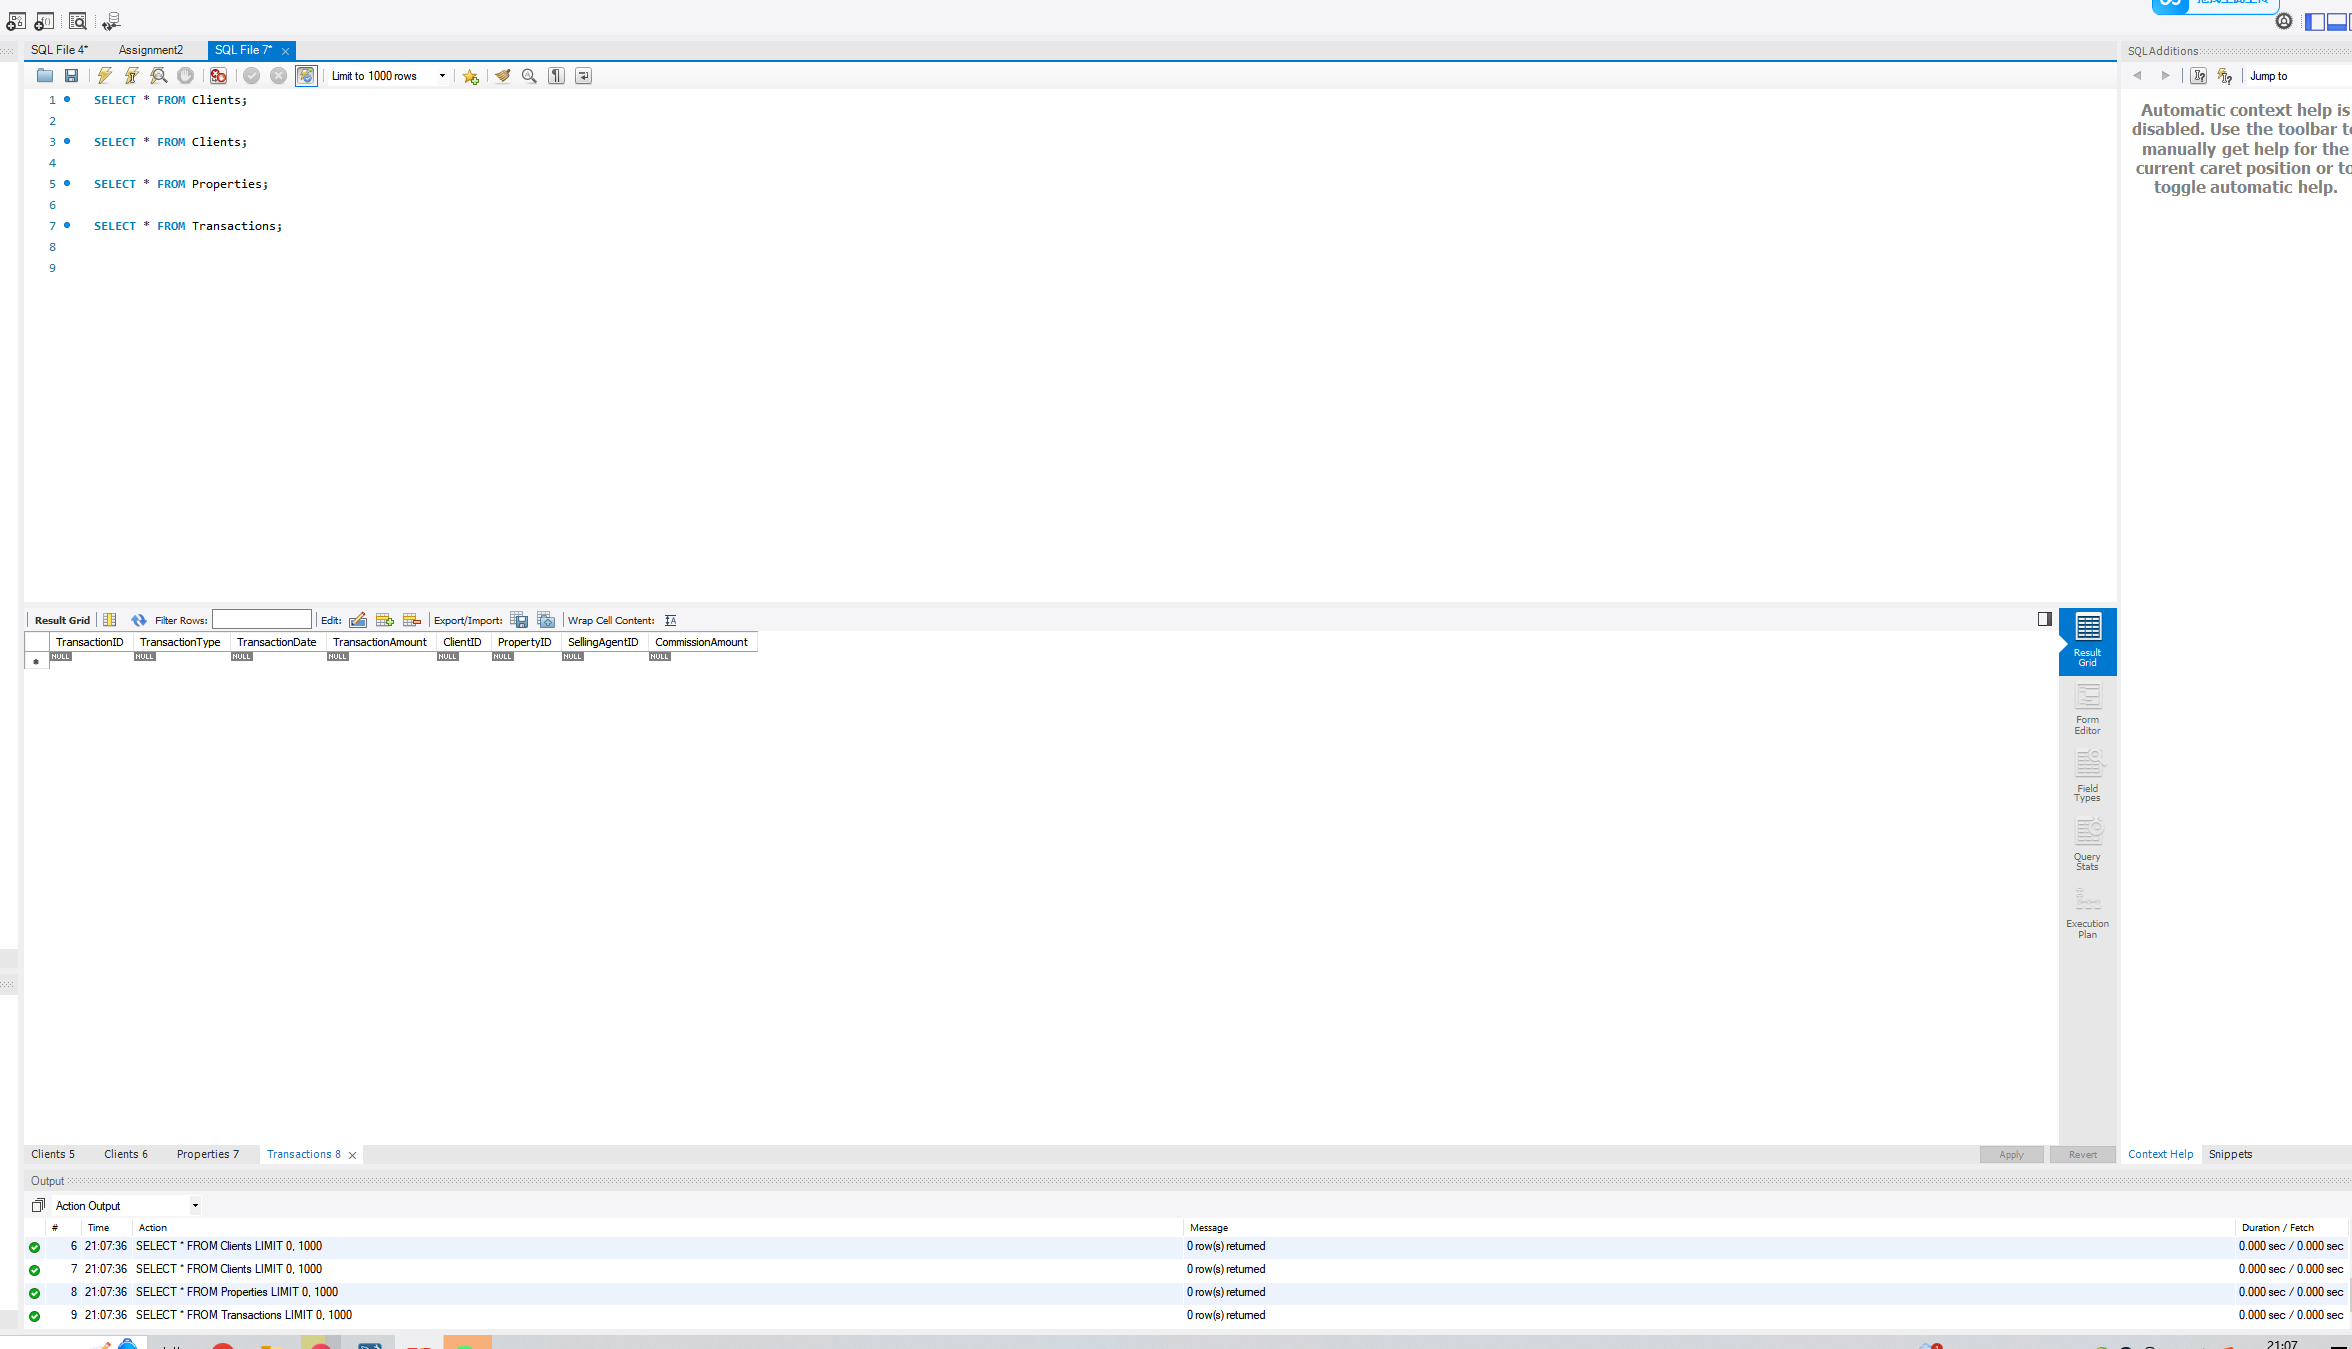 SQL File 4* Assignment2 SQL File 7*
SQLAdditions
Limit to 1000 rows
Jump to
1 SELECT * FROM Clients;
2
3 SELECT * FROM Clients;
4
5 SELECT * FROM Properties;
6
7 SELECT * FROM Transactions;
8
9
Automatic context help is
disabled. Use the toolbar
manually get help for the
current caret position or
toggle automatic help.
Result Grid Filter Rows: Edit: Export/Import: Wrap Cell Content:
TransactionID TransactionType TransactionDate TransactionAmount ClientID PropertyID SellingAgentID CommissionAmount
NULL NULL NULL NULL NULL NULL NULL NULL
Result
Grid
Form
Editor
Field
Types
Query
Stats
Execution
Plan
Clients 5 Clients 6 Properties 7 Transactions 8
Apply Revert
Context Help Snippets
Output
Action Output
# Time Action Message Duration / Fetch
6 21:07:36 SELECT * FROM Clients LIMIT 0, 1000 0 row(s) returned 0.000 sec / 0.000 sec
7 21:07:36 SELECT * FROM Clients LIMIT 0, 1000 0 row(s) returned 0.000 sec / 0.000 sec
8 21:07:36 SELECT * FROM Properties LIMIT 0, 1000 0 row(s) returned 0.000 sec / 0.000 sec
9 21:07:36 SELECT * FROM Transactions LIMIT 0, 1000 0 row(s) returned 0.000 sec / 0.000 sec
21:07